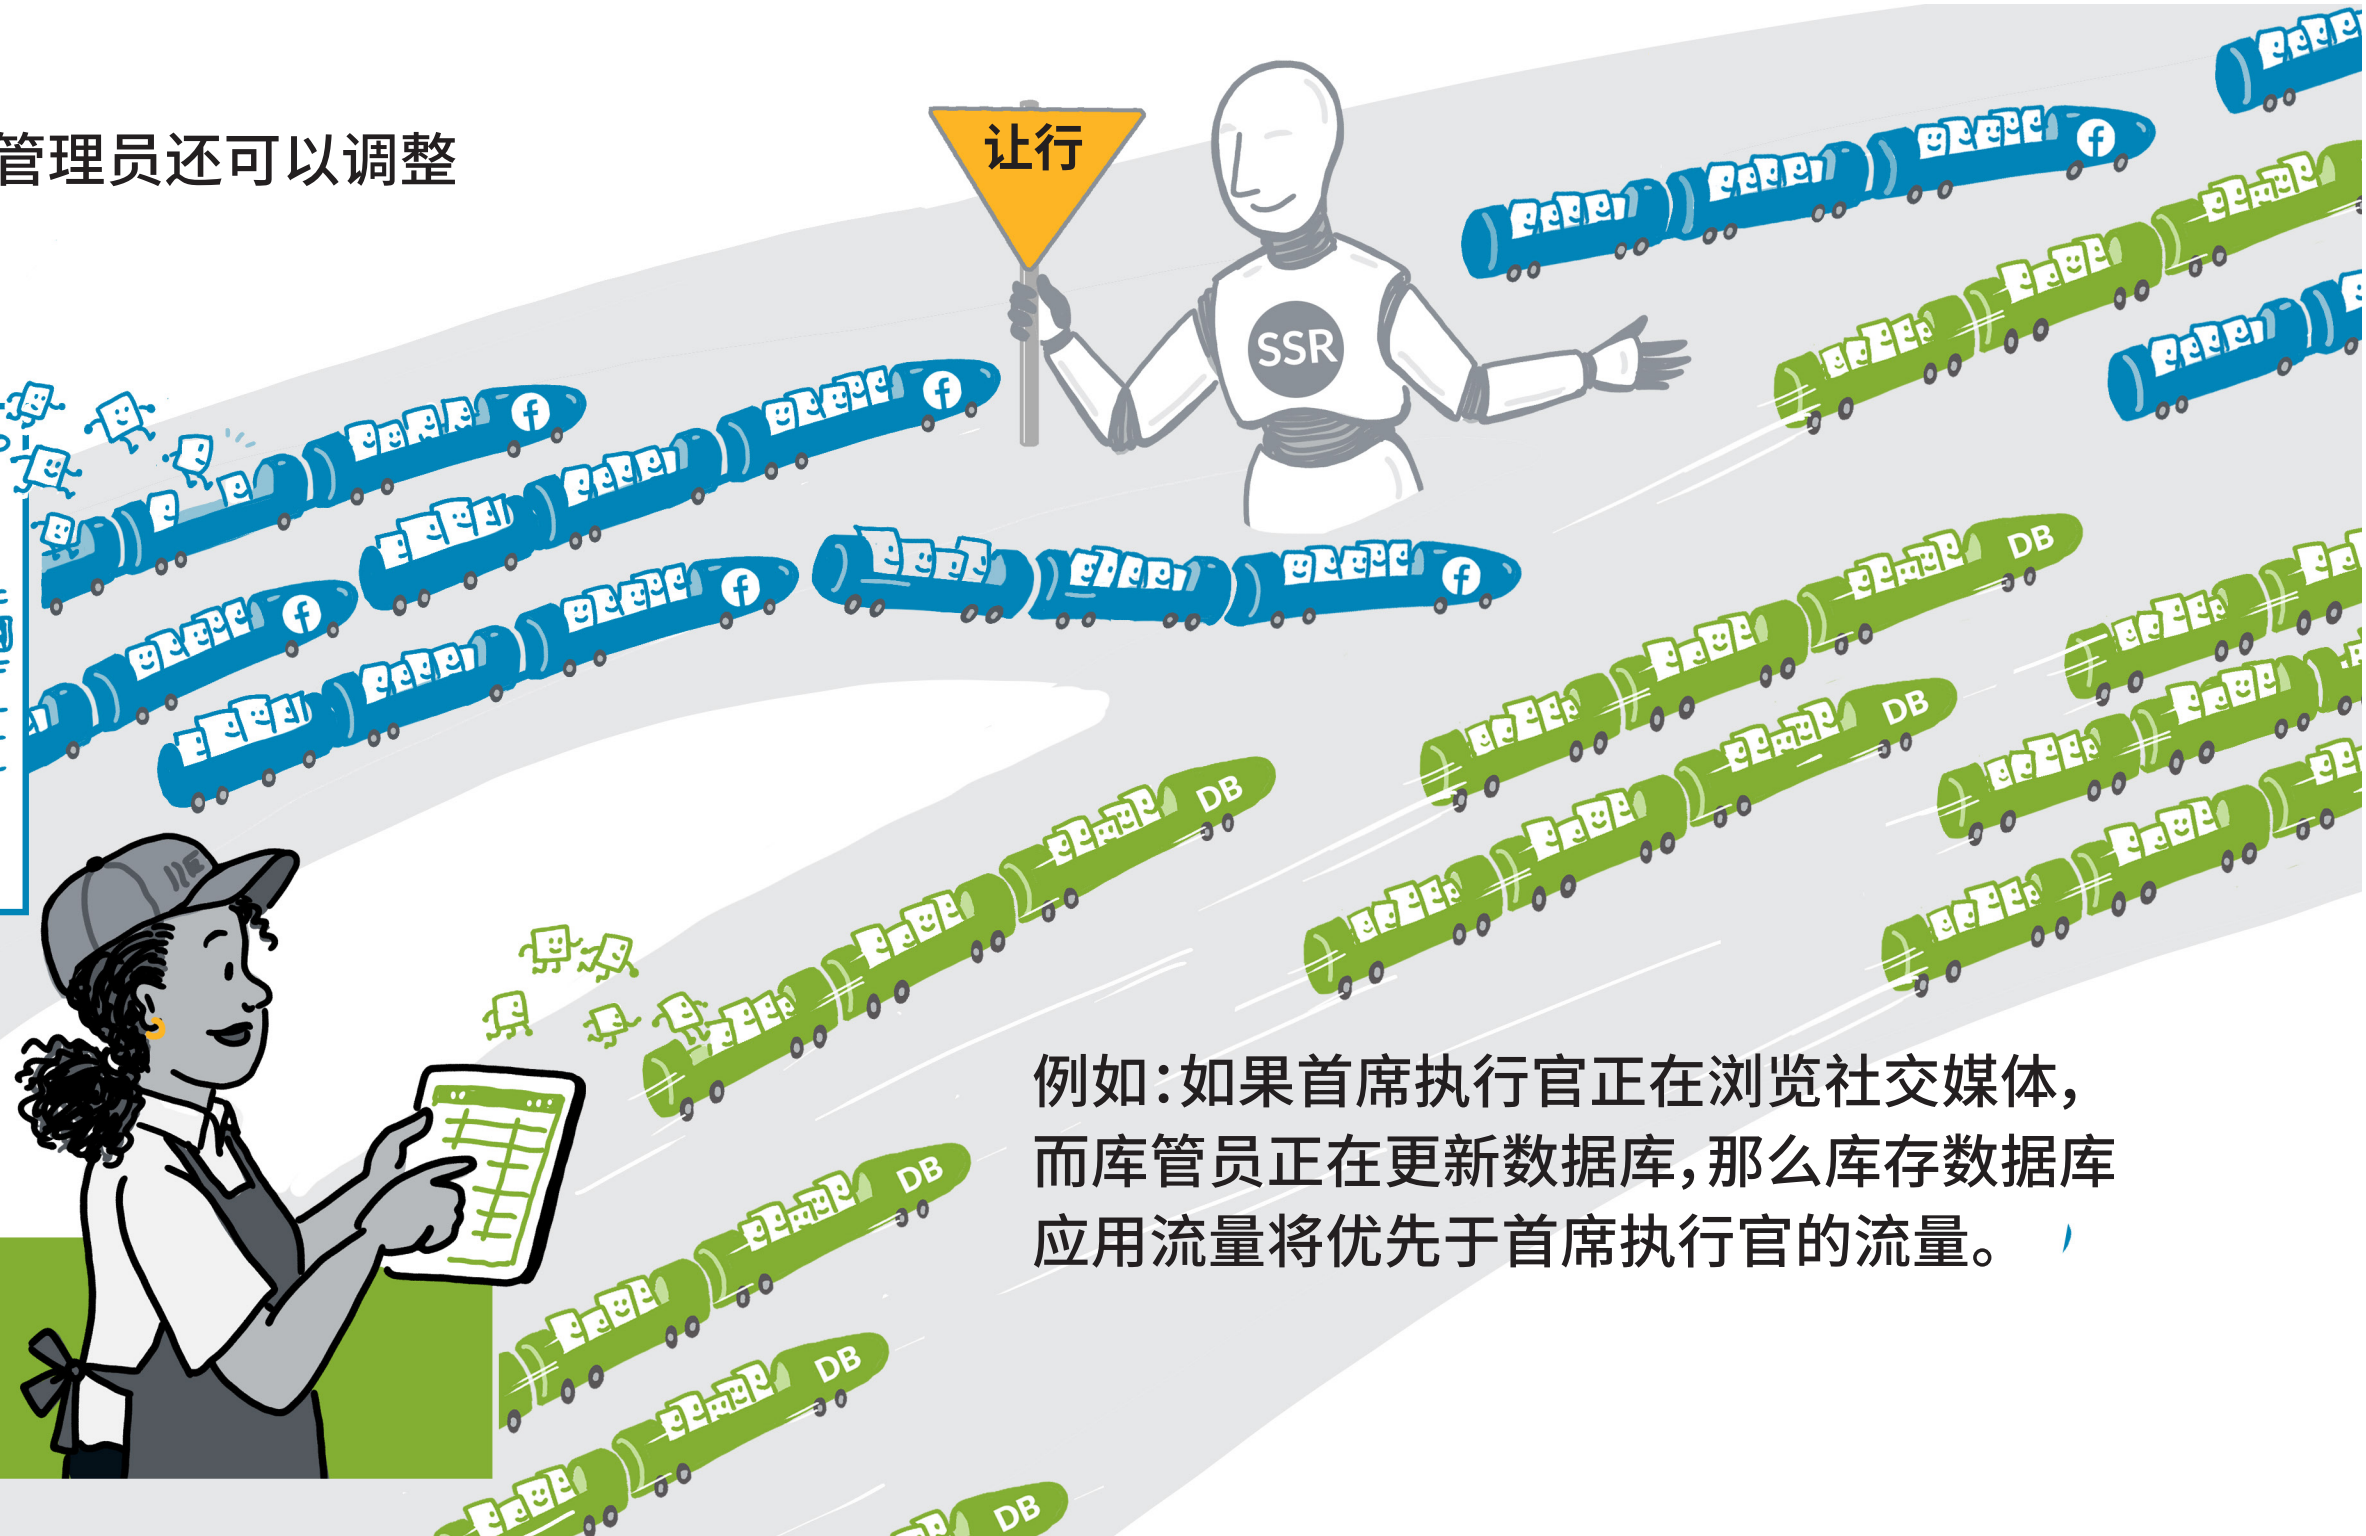 管理员还可以调整
让行
SSR
f
f
f
f
f
f
DB
DB
DB
DB
DB
DB
例如：如果首席执行官正在浏览社交媒体，
而库管员正在更新数据库，那么库存数据库
应用流量将优先于首席执行官的流量。